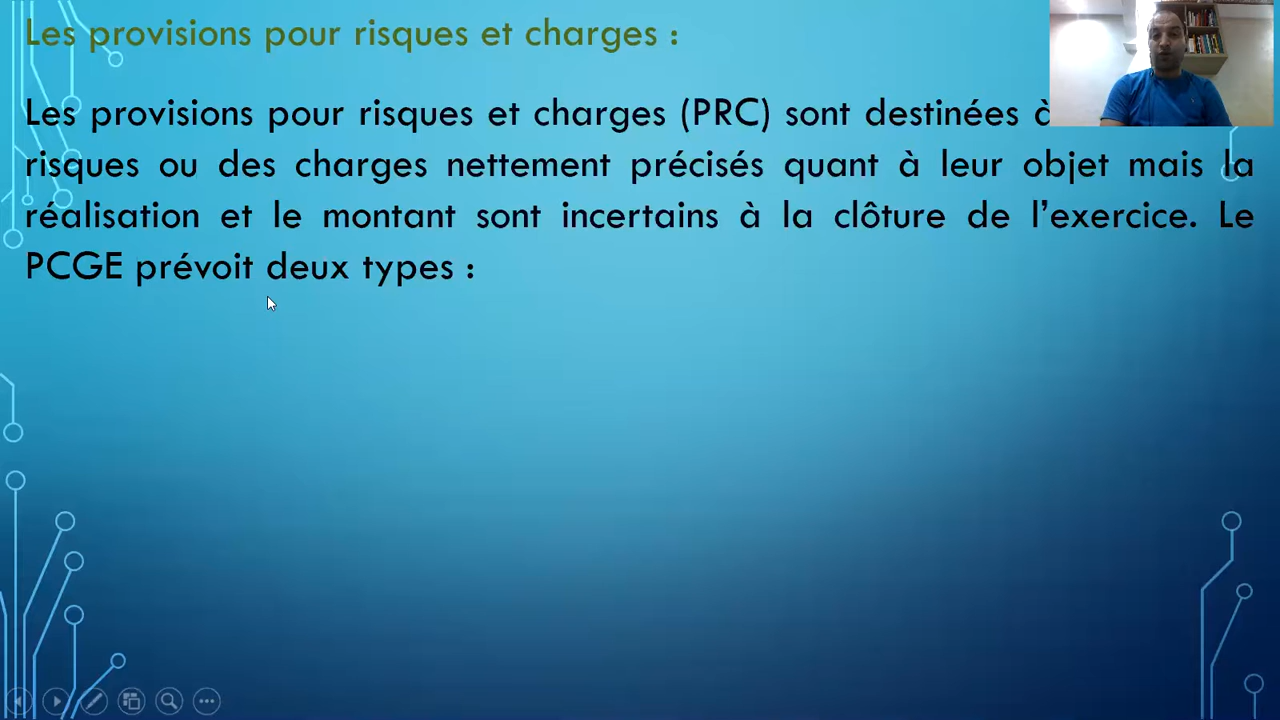 Les provisions pour risques et charges :
Les provisions pour risques et charges (PRC) sont destinées à
risques ou des charges nettement précisés quant à leur objet mais la
réalisation et le montant sont incertains à la clôture de l’exercice. Le
PCGE prévoit deux types :